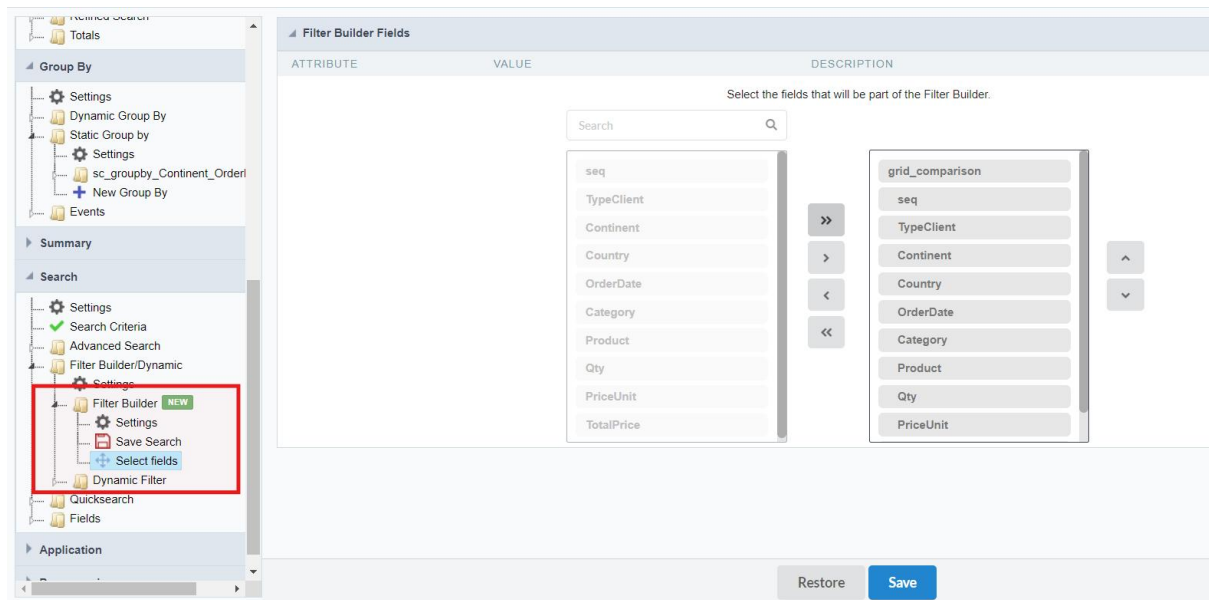 Refined Search
Totals
Group By
Settings
Dynamic Group By
Static Group by
Settings
sc_groupby_Continent_Orderl
New Group By
Events
Summary
Search
Settings
Search Criteria
Advanced Search
Filter Builder/Dynamic
Settings
Filter Builder NEW
Settings
Save Search
Select fields
Dynamic Filter
Quicksearch
Fields
Application
Filter Builder Fields
ATTRIBUTE VALUE DESCRIPTION
Select the fields that will be part of the Filter Builder.
Search
seq
TypeClient
Continent
Country
OrderDate
Category
Product
Qty
PriceUnit
TotalPrice
grid_comparison
seq
TypeClient
Continent
Country
OrderDate
Category
Product
Qty
PriceUnit
Restore Save